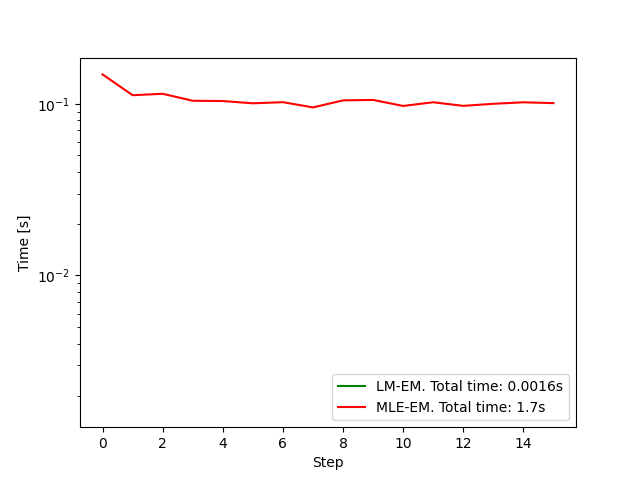 Time [s]
10⁻¹
10⁻²
0 2 4 6 8 10 12 14
Step
LM-EM. Total time: 0.0016s
MLE-EM. Total time: 1.7s